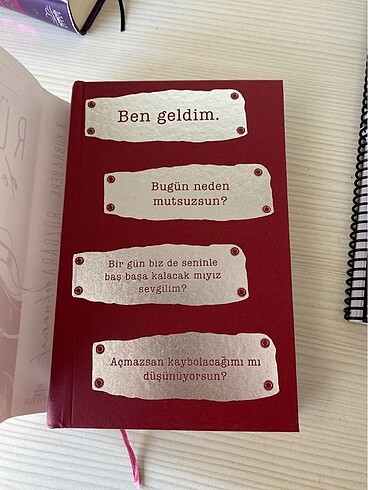 Ben geldim.
Bugün neden
mutsuzsun?
Bir gün biz de seninle
baş başa kalacak mıyız
sevgilim?
Açmazsan kaybolacağımı mı
düşünüyorsun?